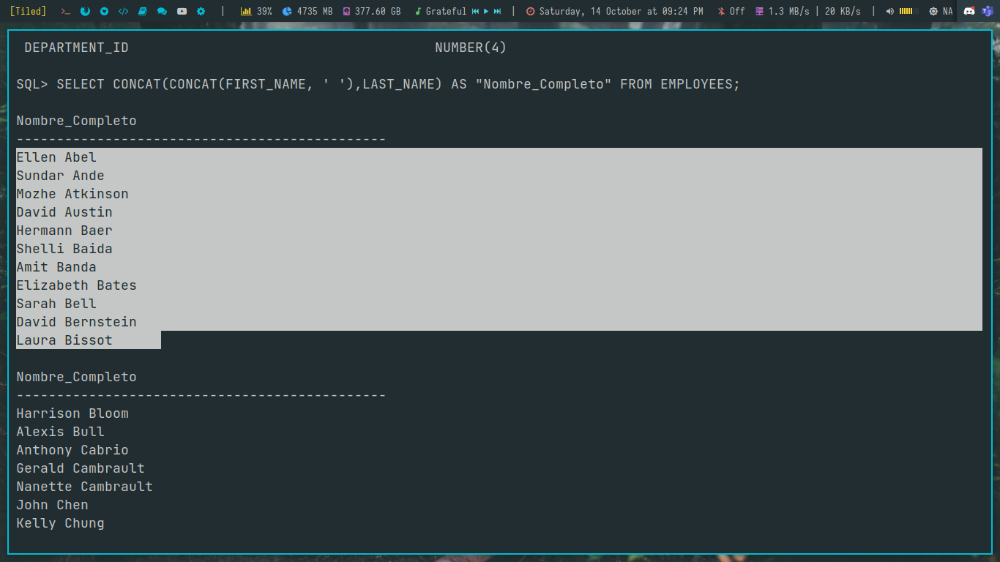 [Tiled] | 39% 4735 MB 377.60 GB Grateful | Saturday, 14 October at 09:24 PM Off 1.3 MB/s | 20 KB/s | NA
DEPARTMENT_ID NUMBER(4)
SQL> SELECT CONCAT(CONCAT(FIRST_NAME, ' '),LAST_NAME) AS "Nombre_Completo" FROM EMPLOYEES;
Nombre_Completo
----------------------------------------------
Ellen Abel
Sundar Ande
Mozhe Atkinson
David Austin
Hermann Baer
Shelli Baida
Amit Banda
Elizabeth Bates
Sarah Bell
David Bernstein
Laura Bissot
Nombre_Completo
----------------------------------------------
Harrison Bloom
Alexis Bull
Anthony Cabrio
Gerald Cambrault
Nanette Cambrault
John Chen
Kelly Chung